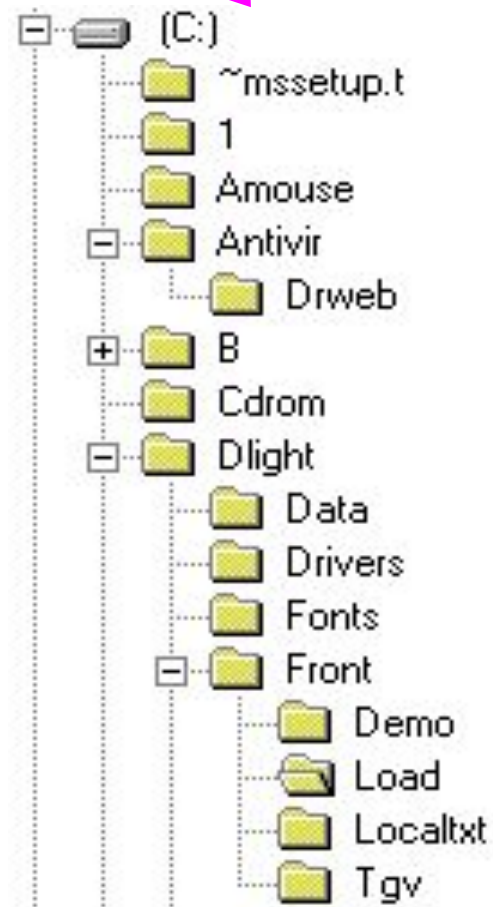 (C:)
~mssetup.t
1
Amouse
Antivir
Drweb
B
Cdrom
Dlight
Data
Drivers
Fonts
Front
Demo
Load
Localtxt
Tgv